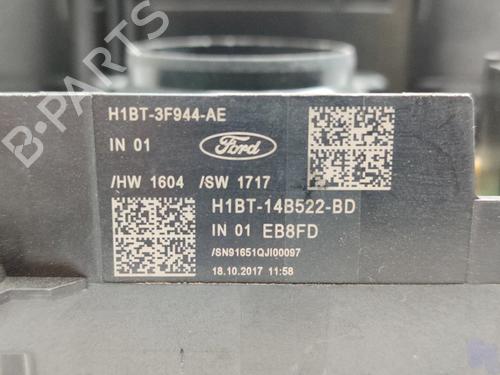 H1BT-3F944-AE
IN 01
Ford
/HW 1604 /SW 1717
H1BT-14B522-BD
IN 01 EB8FD
/SN91651QJI00097
18.10.2017 11:58
B-PARTS